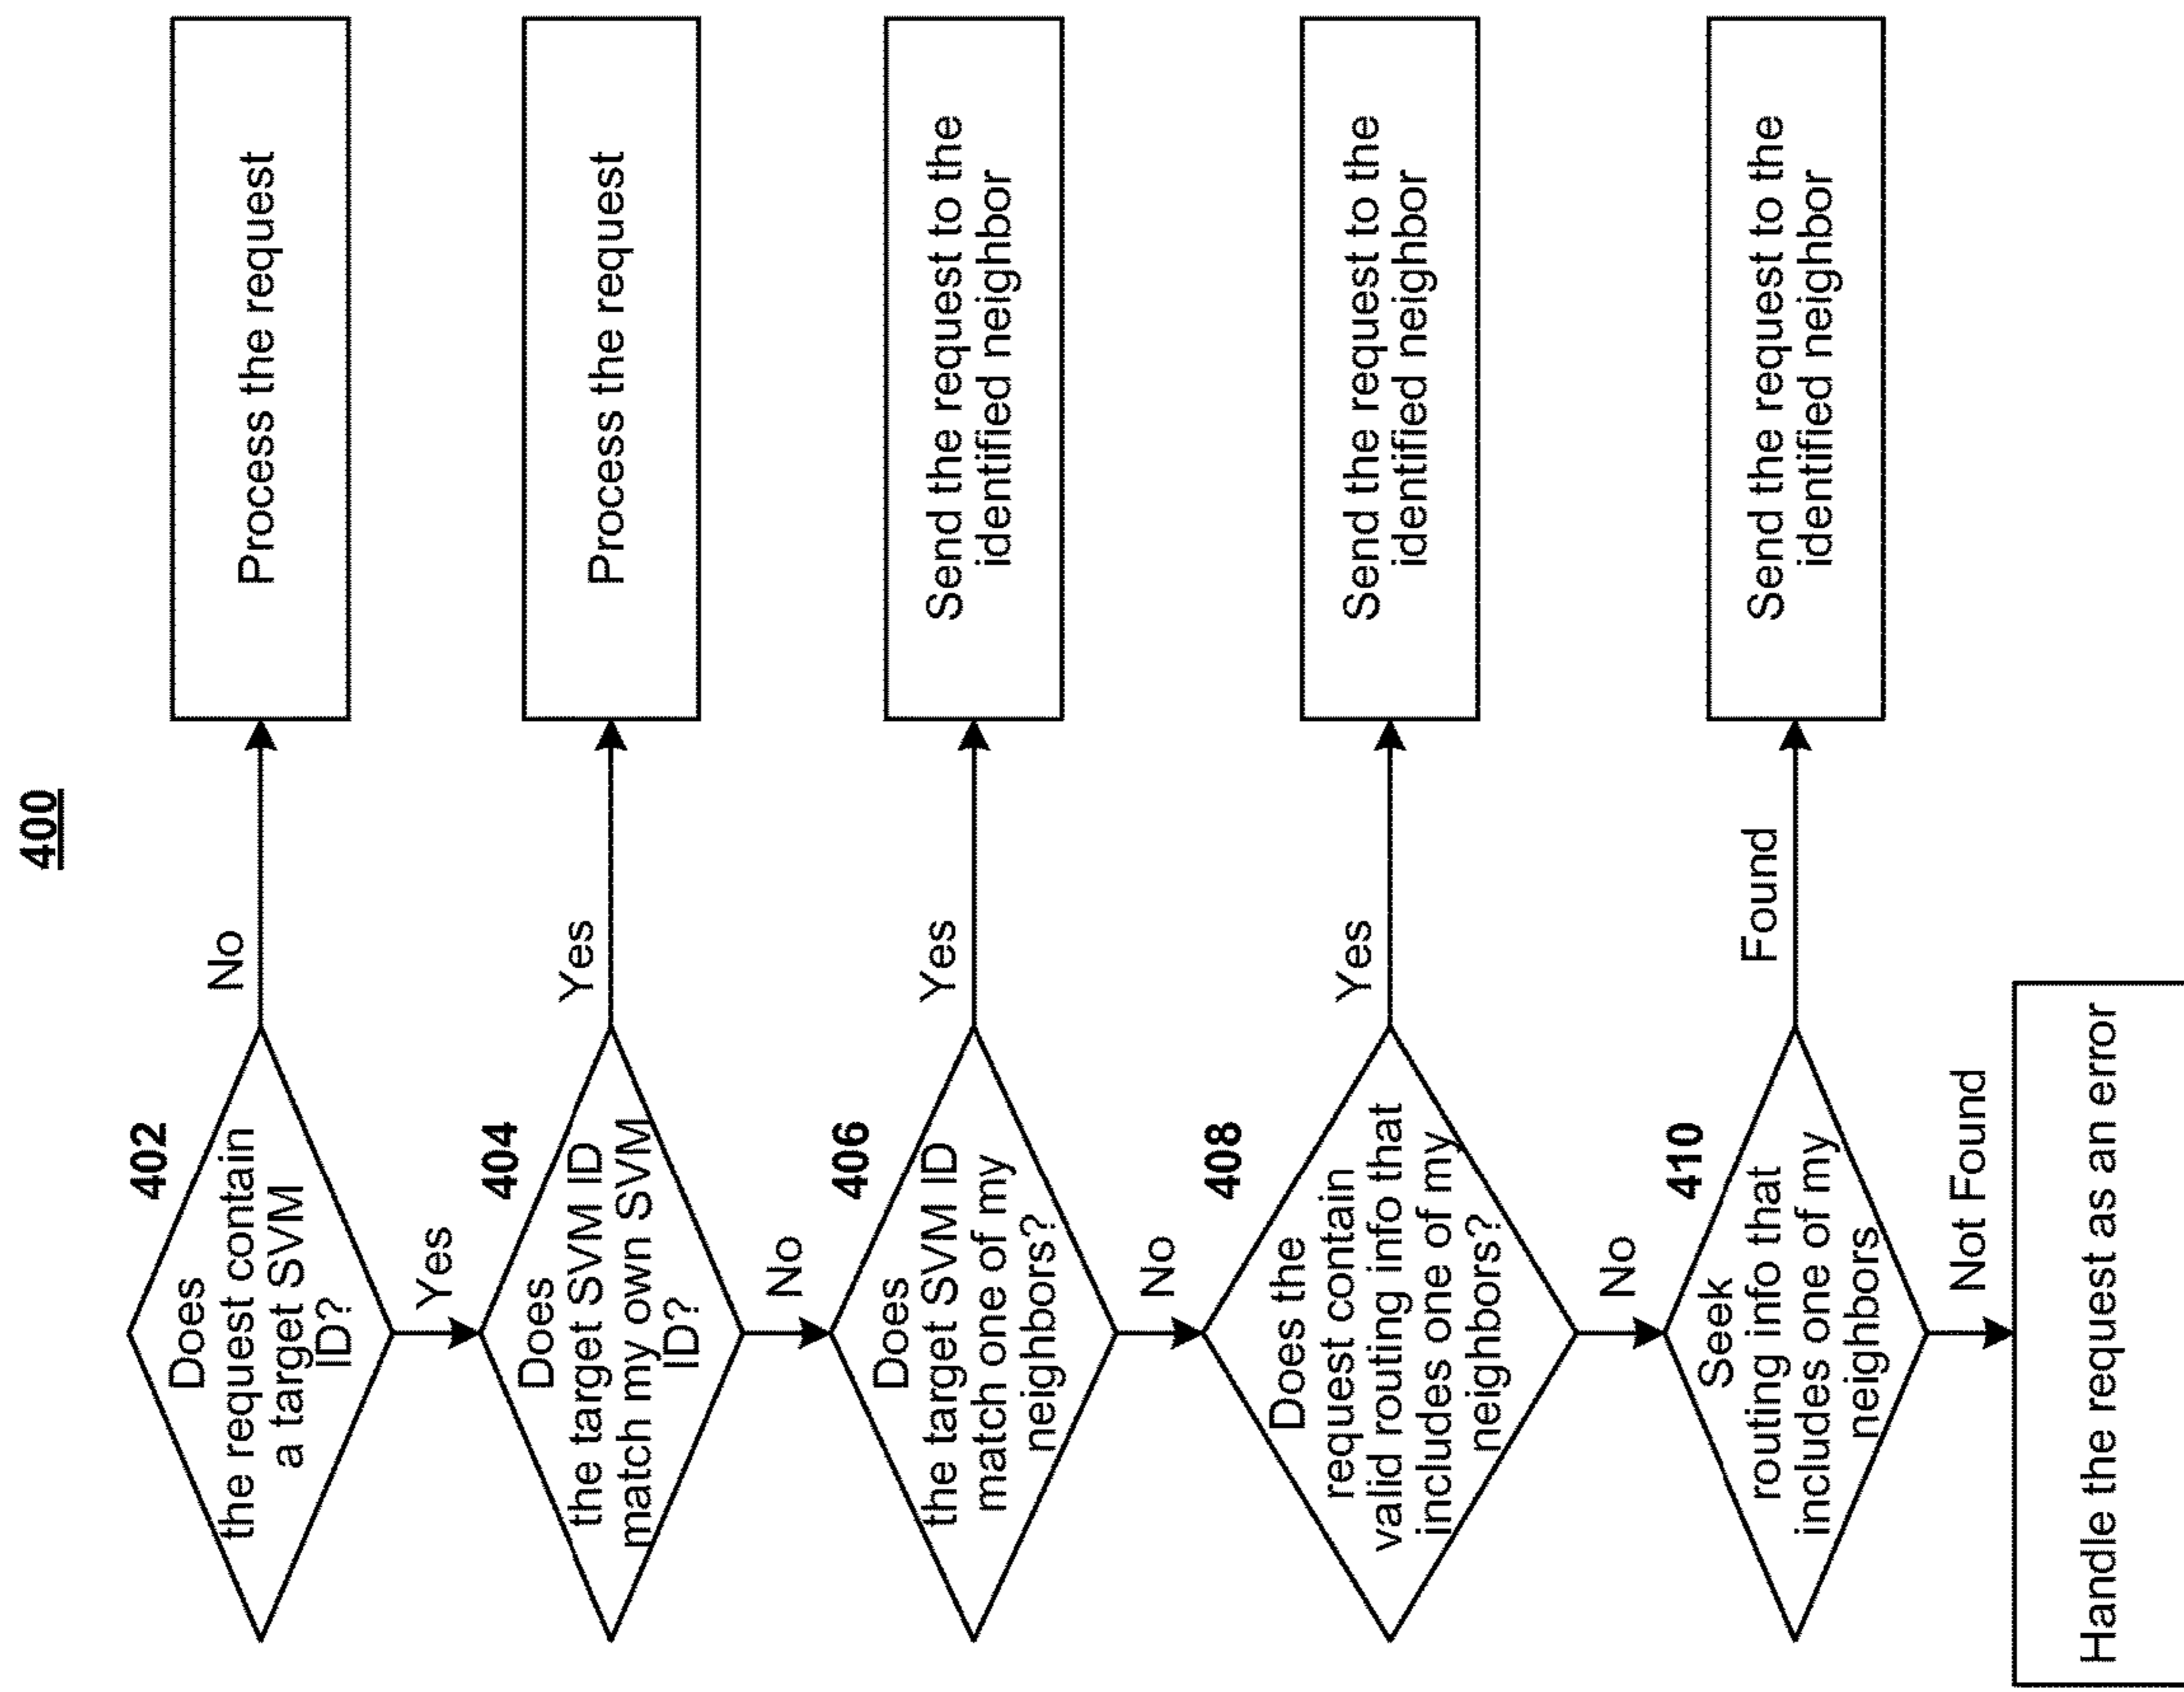 400
402
Does
the request contain
a target SVM
ID?
No
Process the request
Yes
404
Does
the target SVM ID
match my own SVM
ID?
Yes
Process the request
No
406
Does
the target SVM ID
match one of my
neighbors?
Yes
Send the request to the
identified neighbor
No
408
Does the
request contain
valid routing info that
includes one of my
neighbors?
Yes
Send the request to the
identified neighbor
No
410
Seek
routing info that
includes one of my
neighbors
Found
Send the request to the
identified neighbor
Not Found
Handle the request as an error